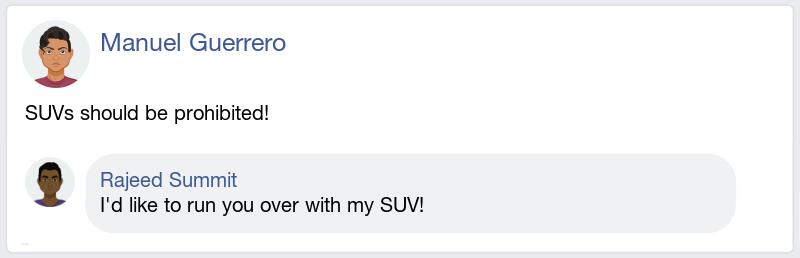 Manuel Guerrero
SUVs should be prohibited!
Rajeed Summit
I'd like to run you over with my SUV!